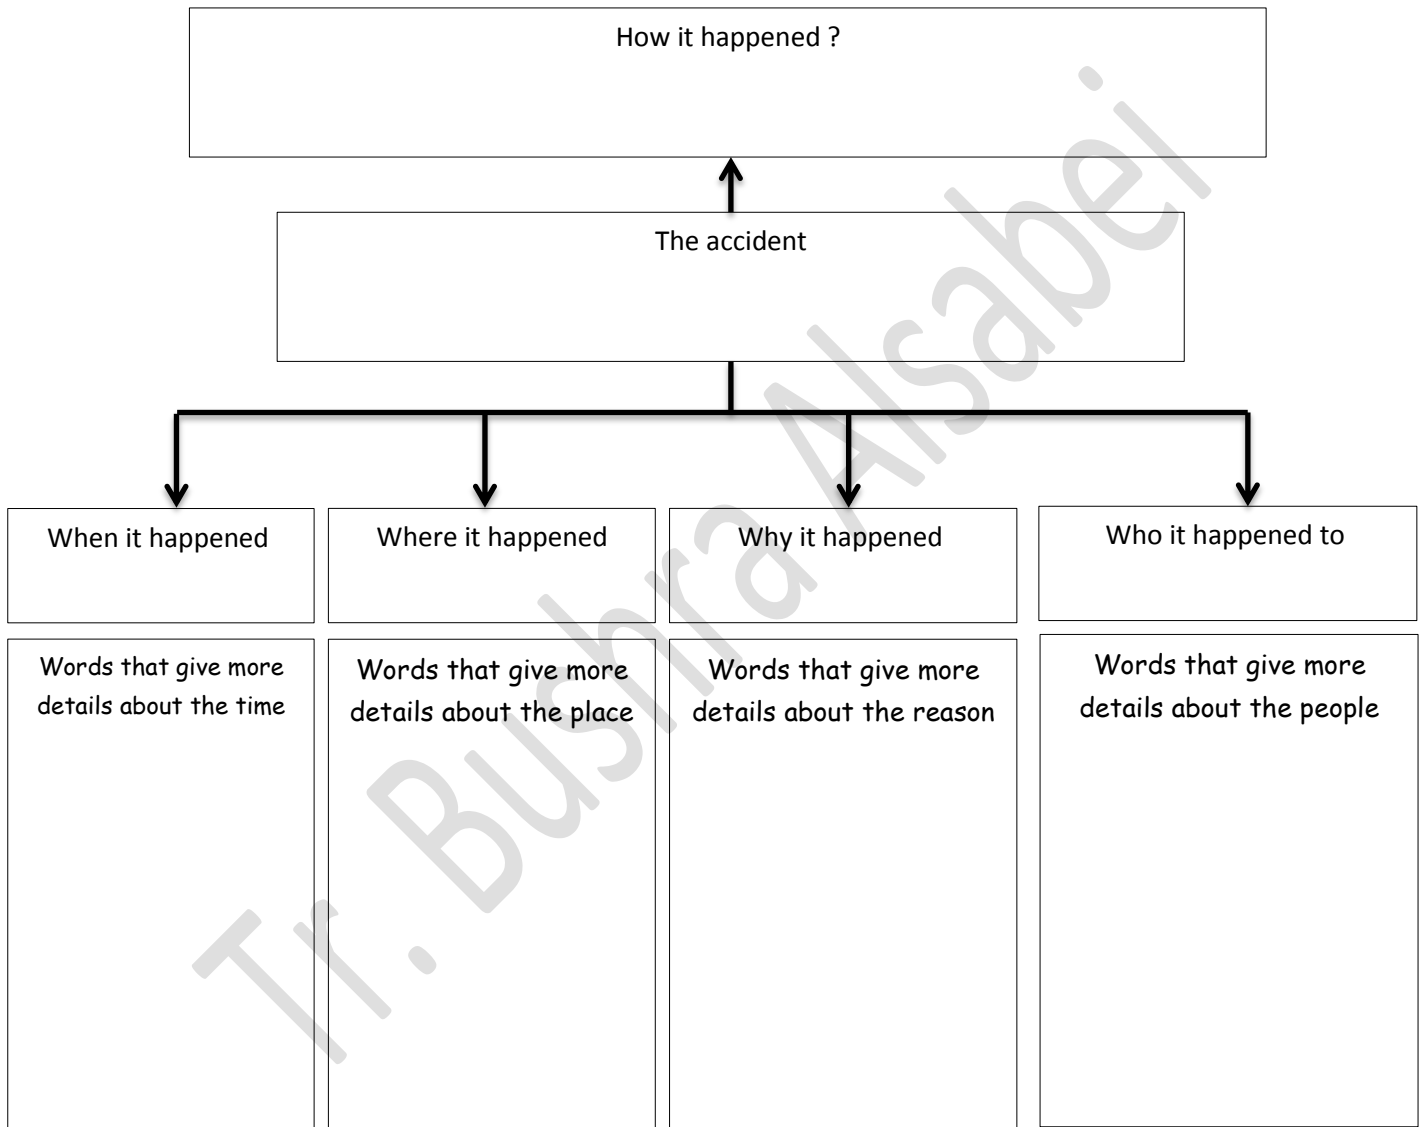 How it happened ?
The accident
When it happened
Where it happened
Why it happened
Who it happened to
Words that give more
details about the time
Words that give more
details about the place
Words that give more
details about the reason
Words that give more
details about the people
Tr. Bushra Alsabei